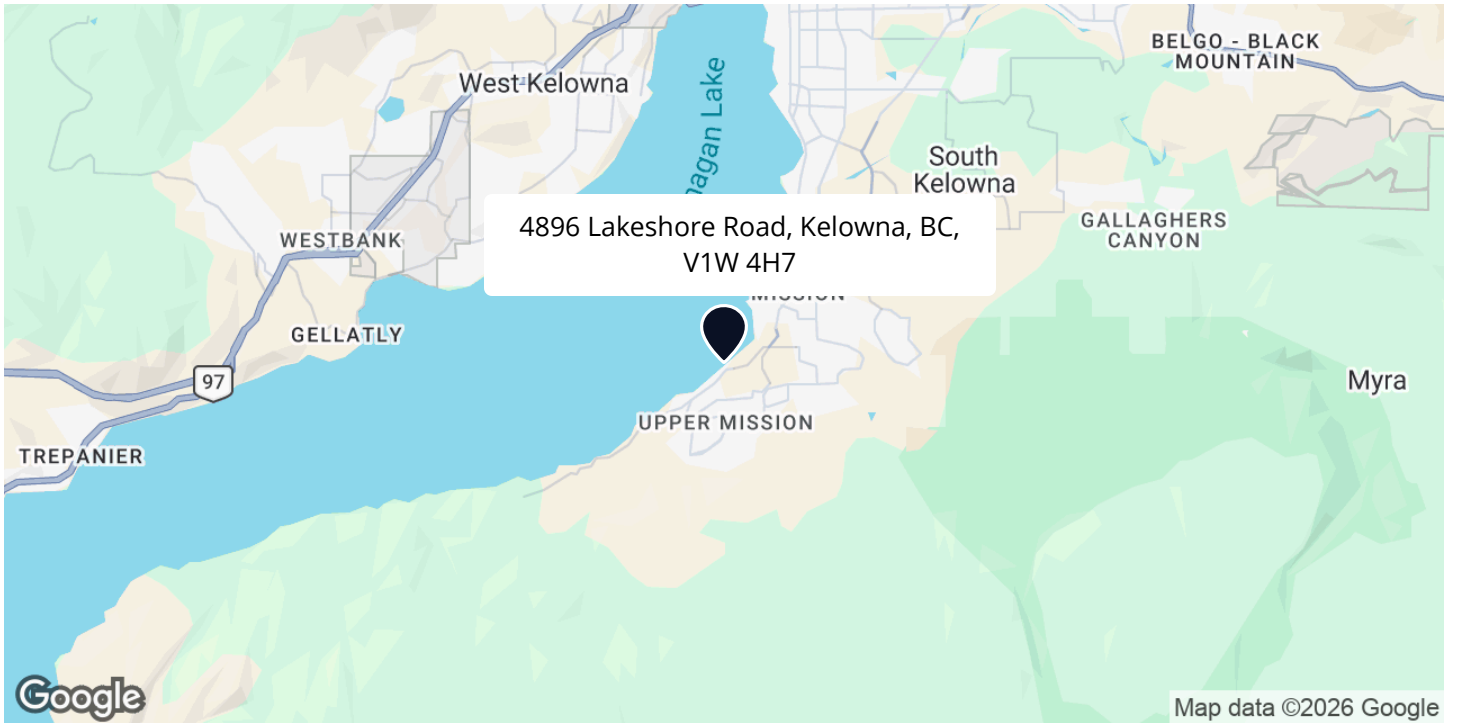 BELGO - BLACK
MOUNTAIN
West Kelowna
nagan Lake
South
Kelowna
GALLAGHERS
CANYON
4896 Lakeshore Road, Kelowna, BC,
V1W 4H7
WESTBANK
MISSION
GELLATLY
97
Myra
UPPER MISSION
TREPANIER
Google
Map data ©2026 Google